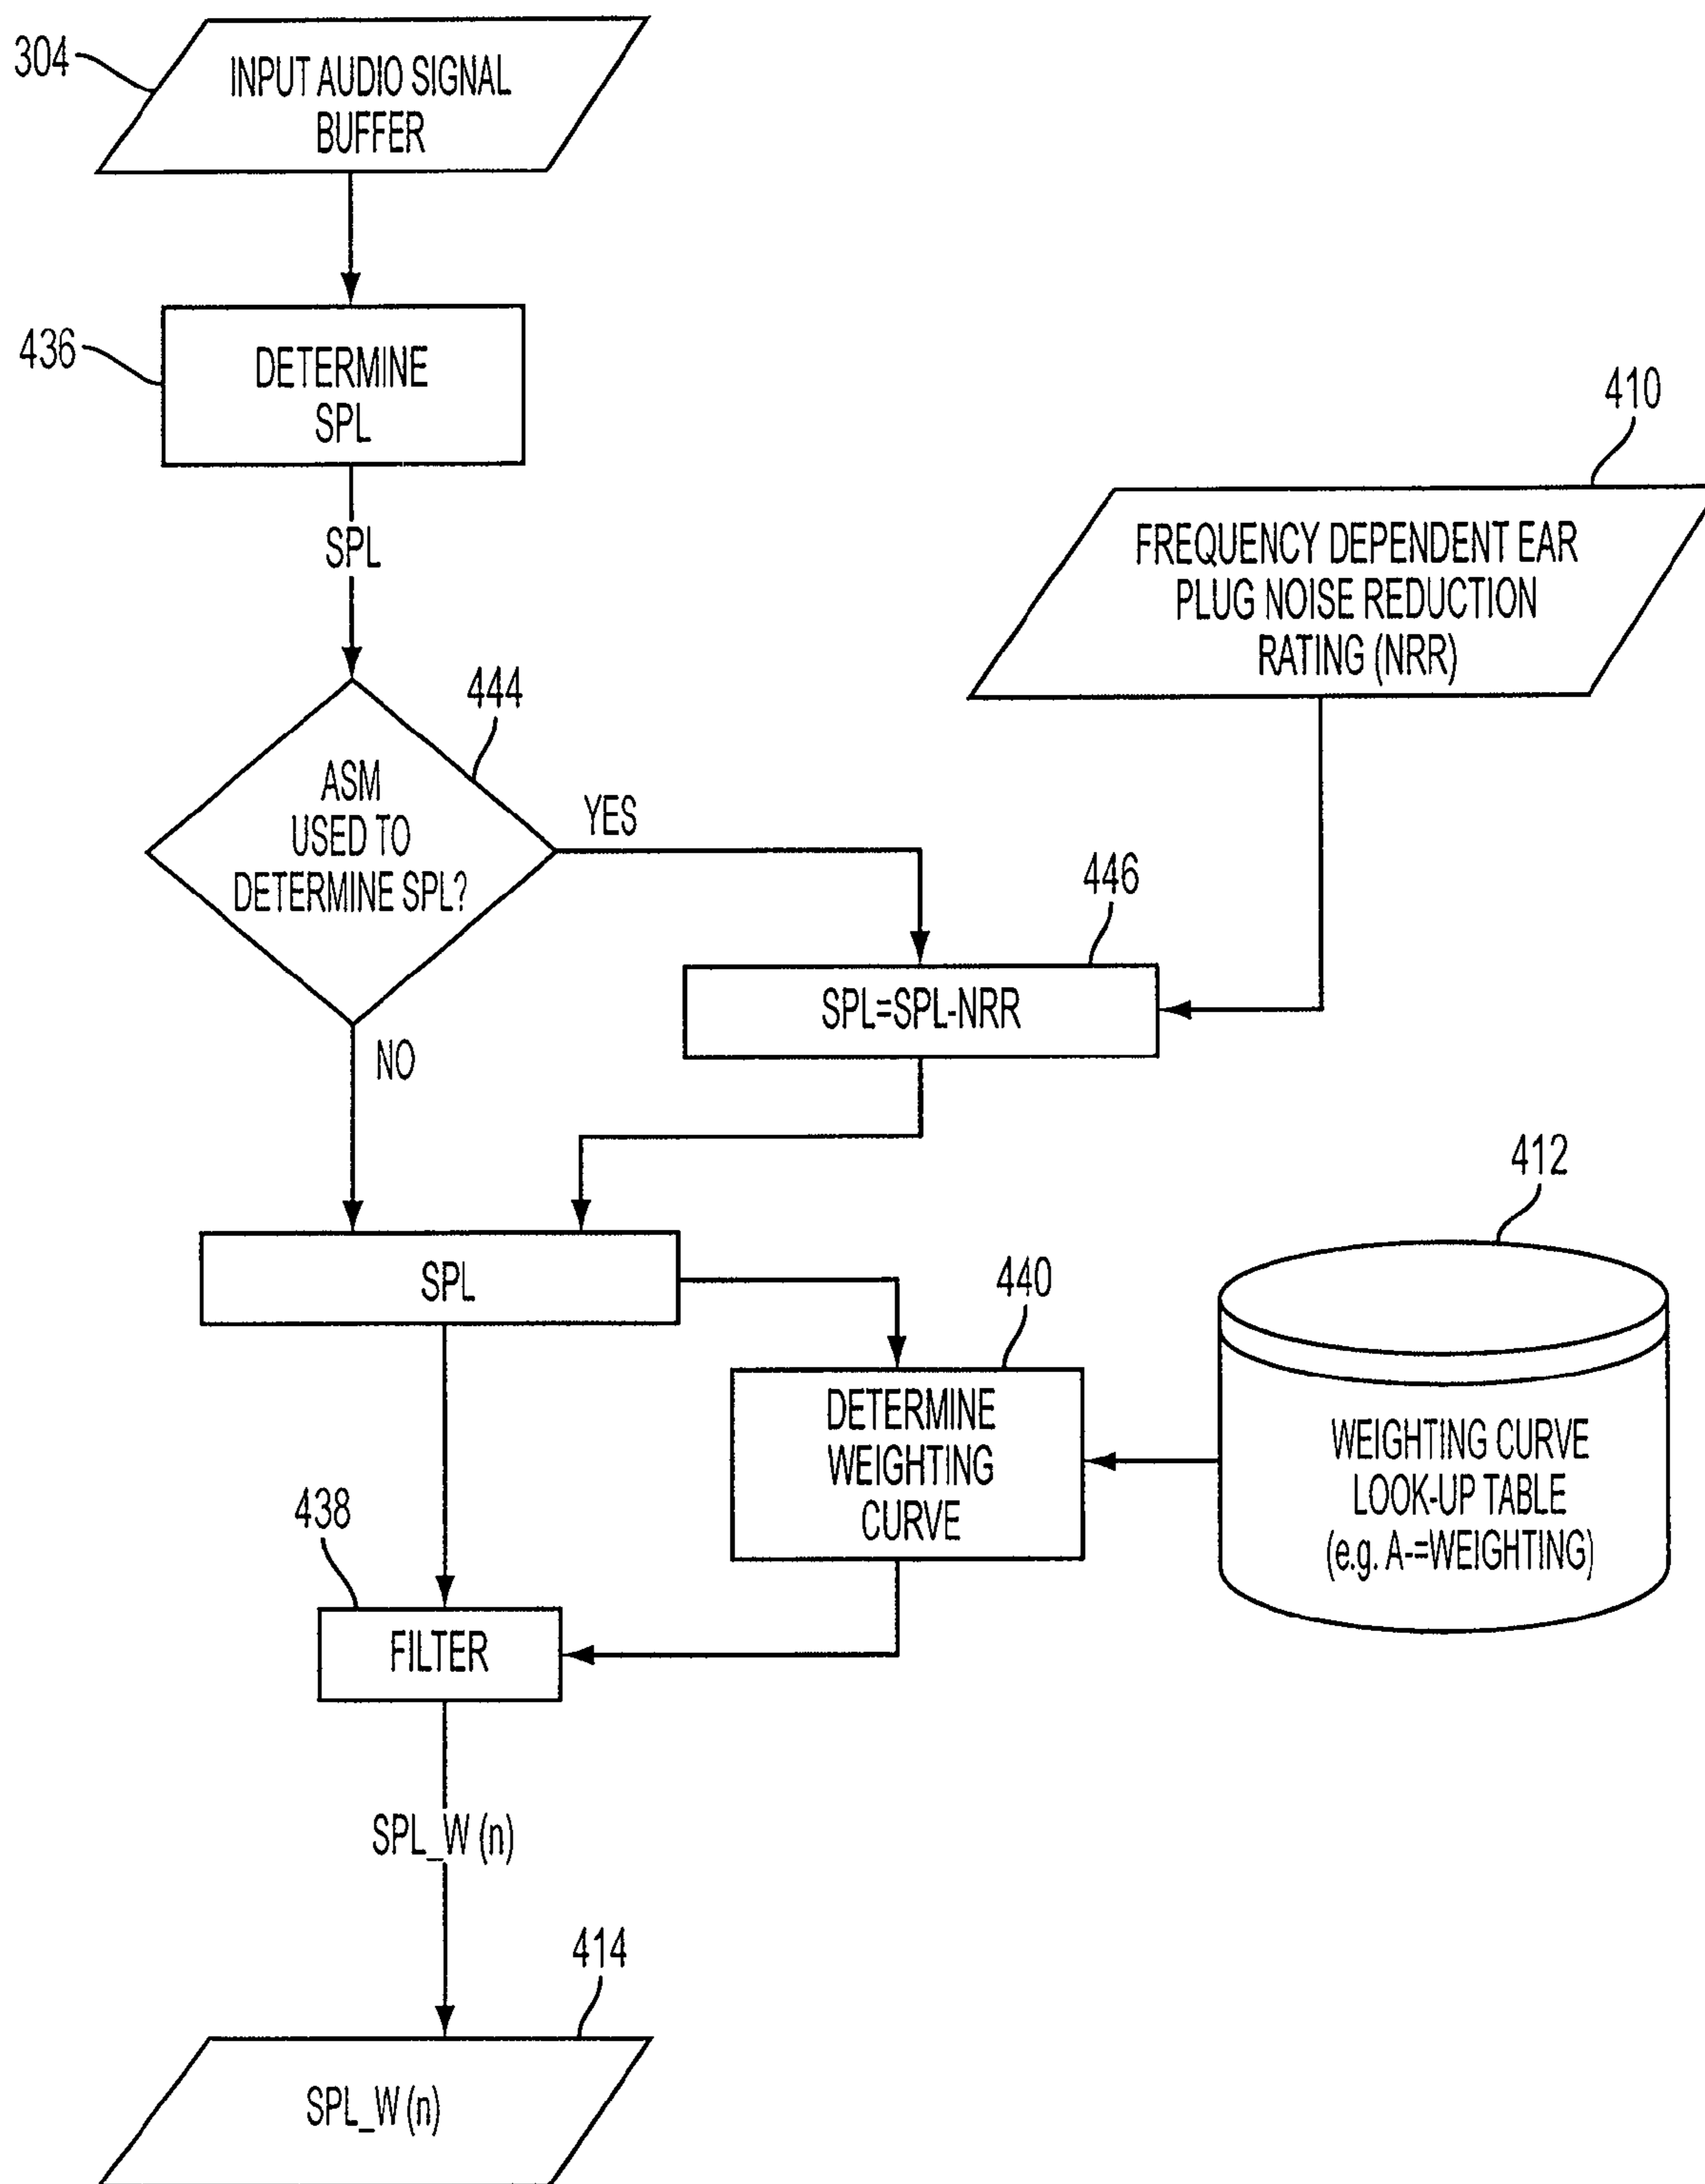 304
INPUT AUDIO SIGNAL
BUFFER
436
DETERMINE
SPL
SPL
410
FREQUENCY DEPENDENT EAR
PLUG NOISE REDUCTION
RATING (NRR)
444
ASM
USED TO
DETERMINE SPL?
YES
446
SPL=SPL-NRR
NO
SPL
412
440
DETERMINE
WEIGHTING
CURVE
WEIGHTING CURVE
LOOK-UP TABLE
(e.g. A-=WEIGHTING)
438
FILTER
SPL_W (n)
414
SPL_W (n)